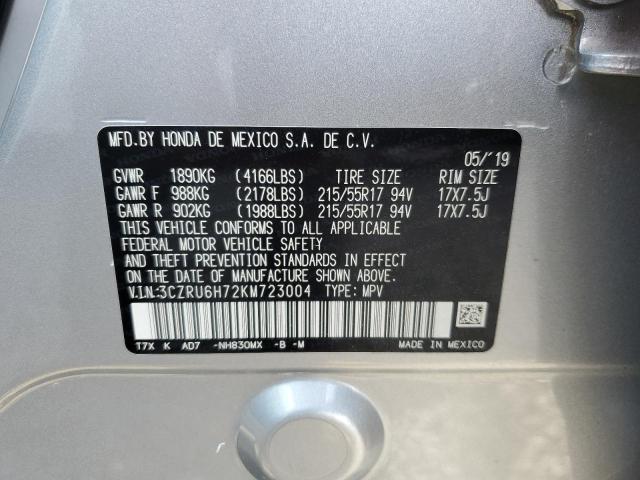 MFD.BY HONDA DE MEXICO S.A. DE C.V.
05/'19
GVWR 1890KG (4166LBS) TIRE SIZE RIM SIZE
GAWR F 988KG (2178LBS) 215/55R17 94V 17X7.5J
GAWR R 902KG (1988LBS) 215/55R17 94V 17X7.5J
THIS VEHICLE CONFORMS TO ALL APPLICABLE
FEDERAL MOTOR VEHICLE SAFETY
AND THEFT PREVENTION STANDARDS IN EFFECT
ON THE DATE OF MANUFACTURE SHOWN ABOVE.
V.I.N.:3CZRU6H72KM723004 TYPE: MPV
T7X K AD7 -NH830MX -B -M MADE IN MEXICO